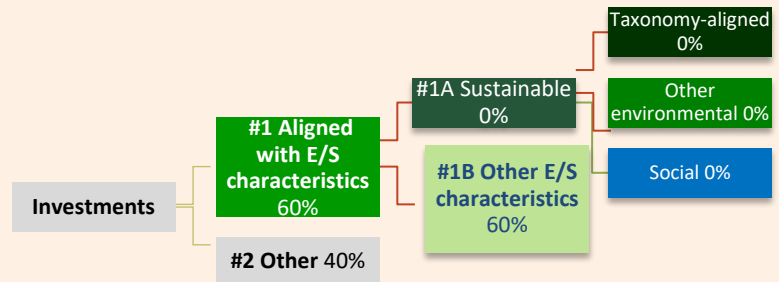 Investments
#1 Aligned
with E/S
characteristics
60%
#2 Other 40%
#1A Sustainable
0%
#1B Other E/S
characteristics
60%
Taxonomy-aligned
0%
Other
environmental 0%
Social 0%